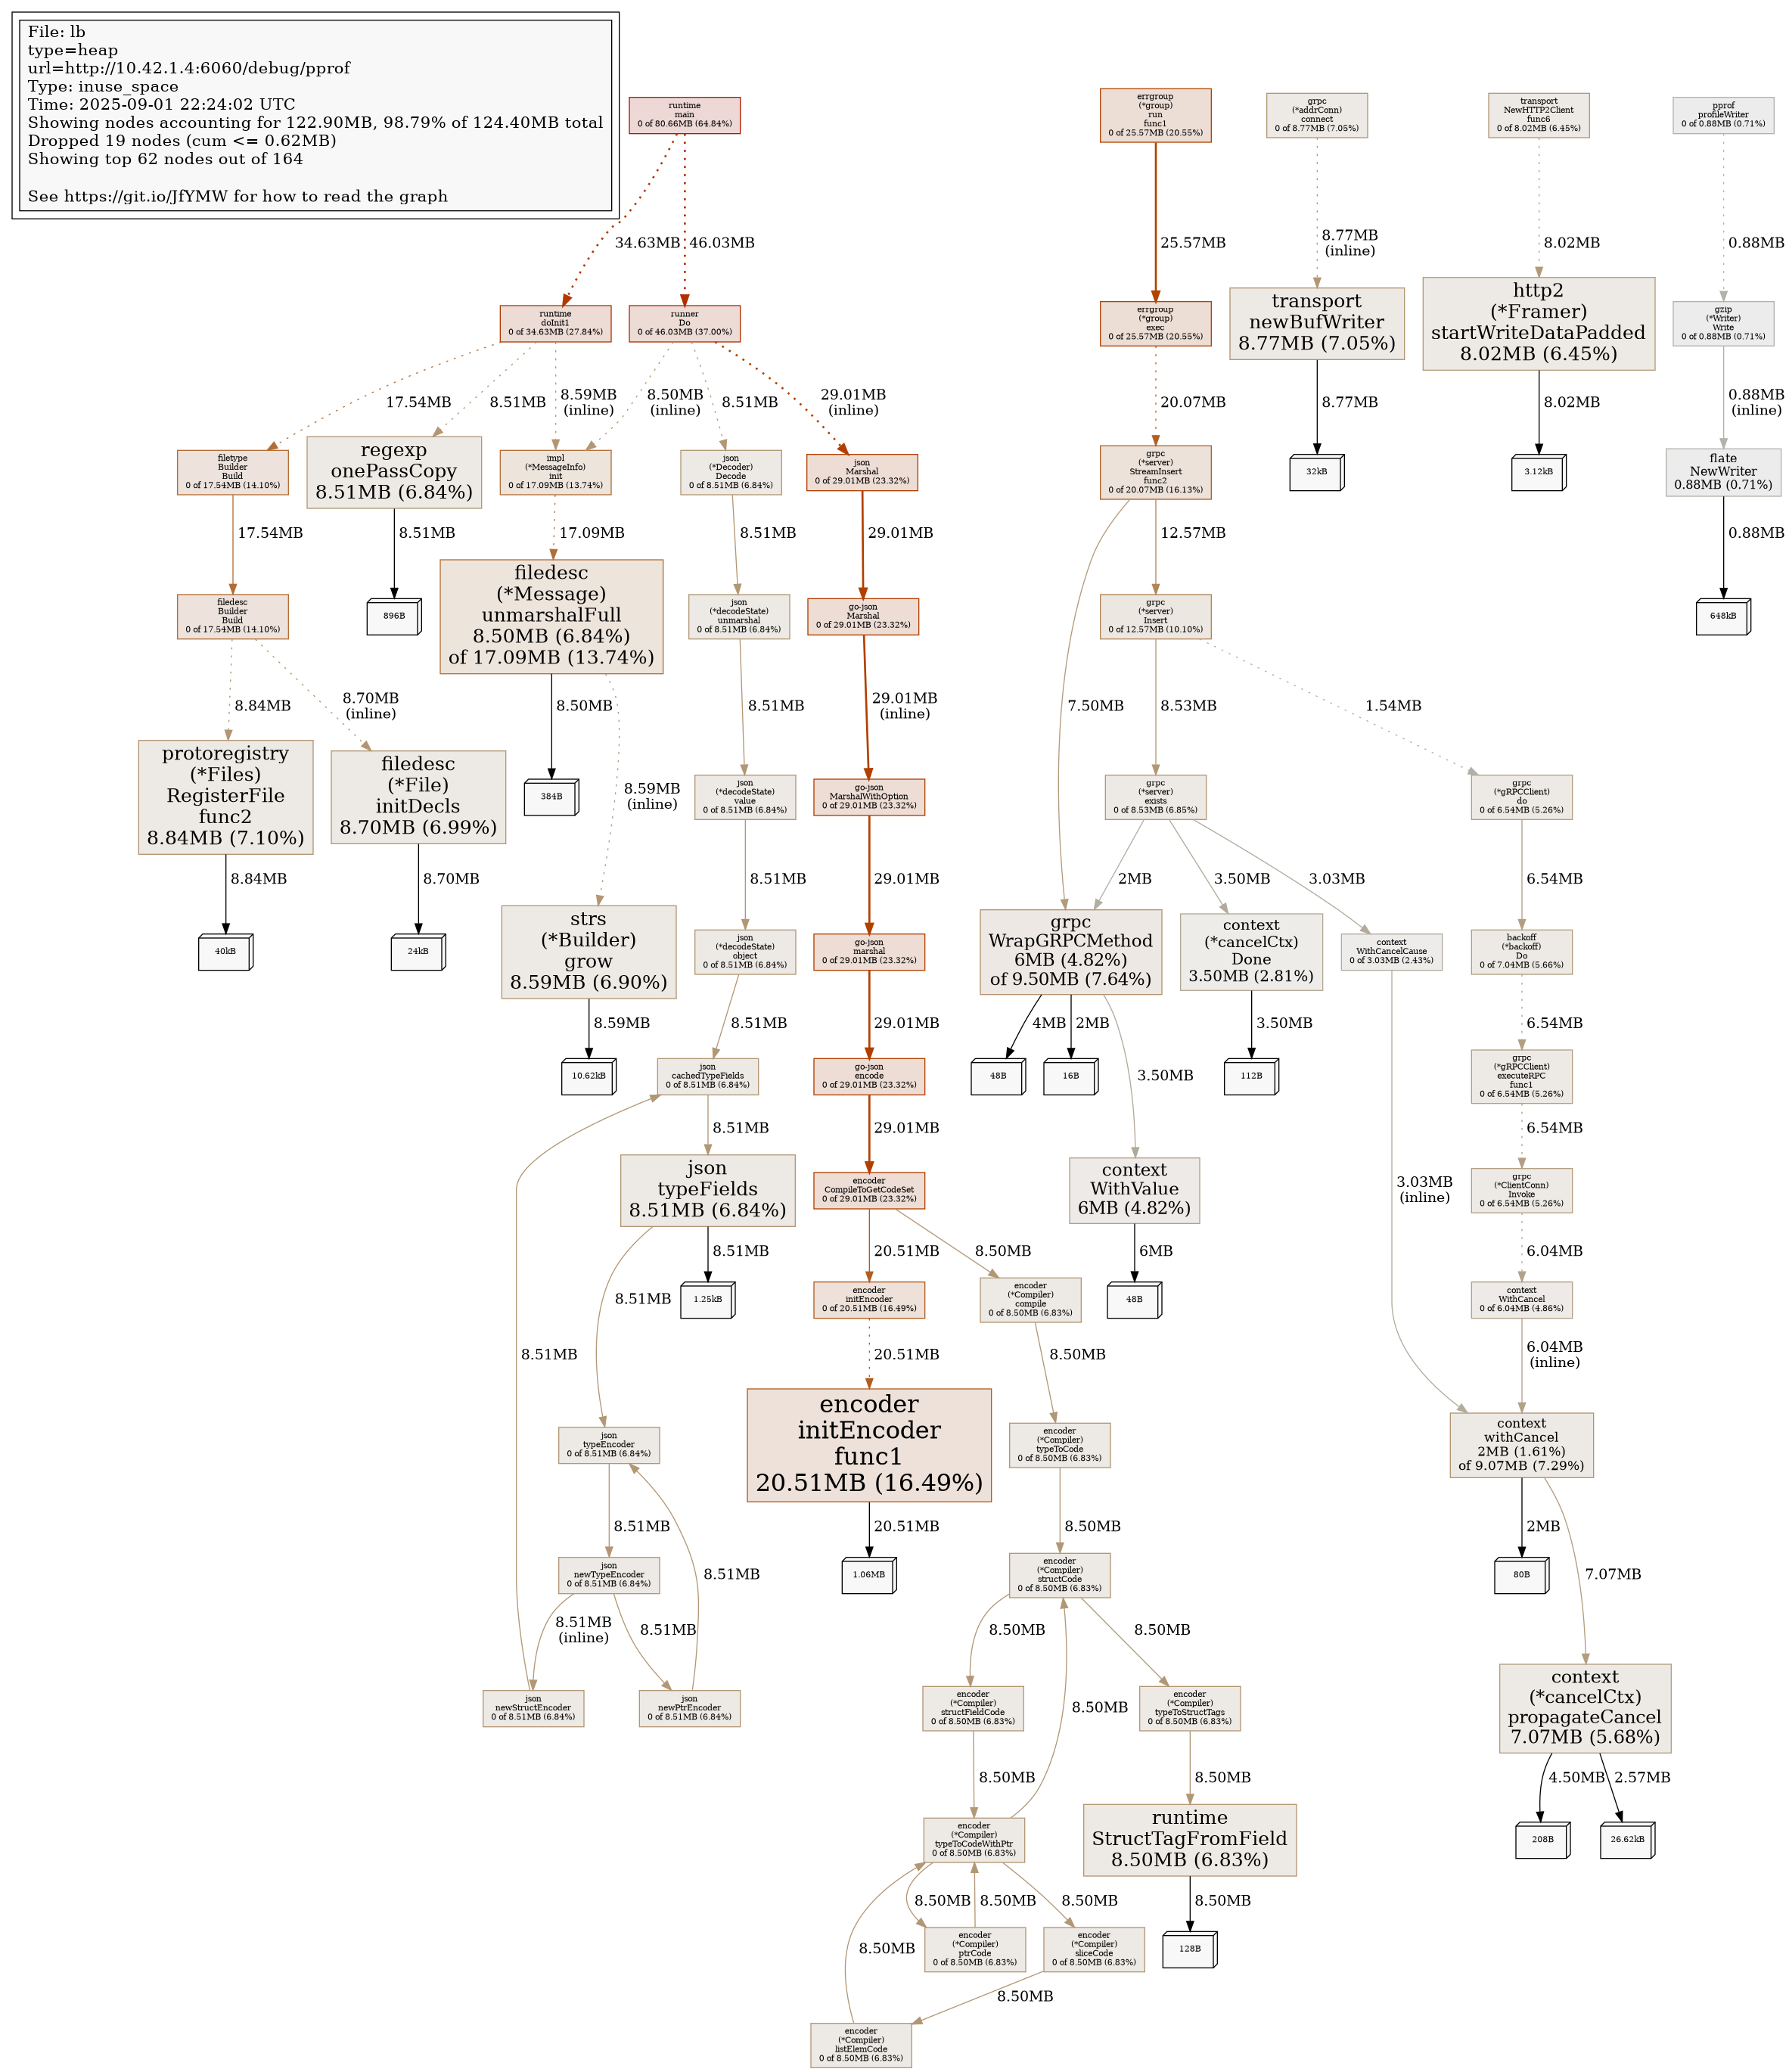 File: lb
type=heap
url=http://10.42.1.4:6060/debug/pprof
Type: inuse_space
Time: 2025-09-01 22:24:02 UTC
Showing nodes accounting for 122.90MB, 98.79% of 124.40MB total
Dropped 19 nodes (cum <= 0.62MB)
Showing top 62 nodes out of 164
See https://git.io/JfYMW for how to read the graph
runtime
main
0 of 80.66MB (64.84%)
errgroup
(*group)
run
func1
0 of 25.57MB (20.55%)
grpc
(*addrConn)
connect
0 of 8.77MB (7.05%)
transport
NewHTTP2Client
func6
0 of 8.02MB (6.45%)
pprof
profileWriter
0 of 0.88MB (0.71%)
34.63MB
46.03MB
25.57MB
8.77MB
(inline)
8.02MB
0.88MB
runtime
doInit1
0 of 34.63MB (27.84%)
runner
Do
0 of 46.03MB (37.00%)
errgroup
(*group)
exec
0 of 25.57MB (20.55%)
transport
newBufWriter
8.77MB (7.05%)
http2
(*Framer)
startWriteDataPadded
8.02MB (6.45%)
gzip
(*Writer)
Write
0 of 0.88MB (0.71%)
17.54MB
8.51MB
8.59MB
(inline)
8.50MB
(inline)
8.51MB
29.01MB
(inline)
20.07MB
8.77MB
8.02MB
0.88MB
(inline)
filetype
Builder
Build
0 of 17.54MB (14.10%)
regexp
onePassCopy
8.51MB (6.84%)
impl
(*MessageInfo)
init
0 of 17.09MB (13.74%)
json
(*Decoder)
Decode
0 of 8.51MB (6.84%)
json
Marshal
0 of 29.01MB (23.32%)
grpc
(*server)
StreamInsert
func2
0 of 20.07MB (16.13%)
32kB
3.12kB
flate
NewWriter
0.88MB (0.71%)
17.54MB
8.51MB
17.09MB
8.51MB
29.01MB
12.57MB
0.88MB
filedesc
Builder
Build
0 of 17.54MB (14.10%)
896B
filedesc
(*Message)
unmarshalFull
8.50MB (6.84%)
of 17.09MB (13.74%)
json
(*decodeState)
unmarshal
0 of 8.51MB (6.84%)
go-json
Marshal
0 of 29.01MB (23.32%)
grpc
(*server)
Insert
0 of 12.57MB (10.10%)
648kB
8.84MB
8.70MB
(inline)
8.50MB
8.51MB
29.01MB
(inline)
7.50MB
8.53MB
1.54MB
protoregistry
(*Files)
RegisterFile
func2
8.84MB (7.10%)
filedesc
(*File)
initDecls
8.70MB (6.99%)
384B
8.59MB
(inline)
json
(*decodeState)
value
0 of 8.51MB (6.84%)
go-json
MarshalWithOption
0 of 29.01MB (23.32%)
grpc
(*server)
exists
0 of 8.53MB (6.85%)
grpc
(*gRPCClient)
do
0 of 6.54MB (5.26%)
8.84MB
8.70MB
8.51MB
29.01MB
2MB
3.50MB
3.03MB
6.54MB
40kB
24kB
strs
(*Builder)
grow
8.59MB (6.90%)
json
(*decodeState)
object
0 of 8.51MB (6.84%)
go-json
marshal
0 of 29.01MB (23.32%)
grpc
WrapGRPCMethod
6MB (4.82%)
of 9.50MB (7.64%)
context
(*cancelCtx)
Done
3.50MB (2.81%)
context
WithCancelCause
0 of 3.03MB (2.43%)
backoff
(*backoff)
Do
0 of 7.04MB (5.66%)
8.59MB
8.51MB
29.01MB
4MB
2MB
3.50MB
3.50MB
6.54MB
10.62kB
json
cachedTypeFields
0 of 8.51MB (6.84%)
go-json
encode
0 of 29.01MB (23.32%)
48B
16B
112B
grpc
(*gRPCClient)
executeRPC
func1
0 of 6.54MB (5.26%)
8.51MB
29.01MB
6.54MB
json
typeFields
8.51MB (6.84%)
encoder
CompileToGetCodeSet
0 of 29.01MB (23.32%)
context
WithValue
6MB (4.82%)
3.03MB
(inline)
grpc
(*ClientConn)
Invoke
0 of 6.54MB (5.26%)
8.51MB
8.51MB
20.51MB
8.50MB
6MB
6.04MB
1.25kB
encoder
initEncoder
0 of 20.51MB (16.49%)
encoder
(*Compiler)
compile
0 of 8.50MB (6.83%)
48B
context
WithCancel
0 of 6.04MB (4.86%)
8.51MB
20.51MB
8.50MB
6.04MB
(inline)
json
typeEncoder
0 of 8.51MB (6.84%)
encoder
initEncoder
func1
20.51MB (16.49%)
encoder
(*Compiler)
typeToCode
0 of 8.50MB (6.83%)
context
withCancel
2MB (1.61%)
of 9.07MB (7.29%)
8.51MB
20.51MB
8.50MB
2MB
7.07MB
json
newTypeEncoder
0 of 8.51MB (6.84%)
8.51MB
1.06MB
encoder
(*Compiler)
structCode
0 of 8.50MB (6.83%)
80B
8.51MB
(inline)
8.51MB
8.50MB
8.50MB
json
newStructEncoder
0 of 8.51MB (6.84%)
json
newPtrEncoder
0 of 8.51MB (6.84%)
encoder
(*Compiler)
structFieldCode
0 of 8.50MB (6.83%)
8.50MB
encoder
(*Compiler)
typeToStructTags
0 of 8.50MB (6.83%)
context
(*cancelCtx)
propagateCancel
7.07MB (5.68%)
8.50MB
8.50MB
4.50MB
2.57MB
encoder
(*Compiler)
typeToCodeWithPtr
0 of 8.50MB (6.83%)
runtime
StructTagFromField
8.50MB (6.83%)
208B
26.62kB
8.50MB
8.50MB
8.50MB
8.50MB
8.50MB
encoder
(*Compiler)
ptrCode
0 of 8.50MB (6.83%)
encoder
(*Compiler)
sliceCode
0 of 8.50MB (6.83%)
128B
8.50MB
encoder
(*Compiler)
listElemCode
0 of 8.50MB (6.83%)